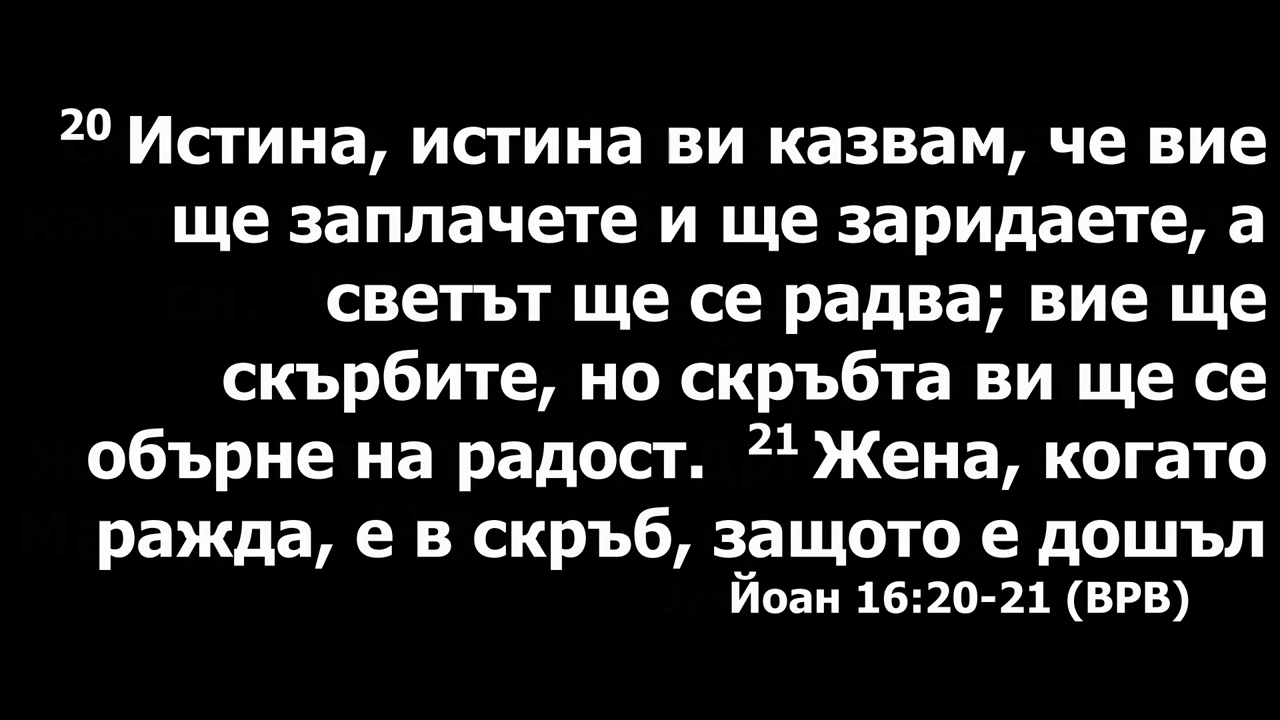 20 Истина, истина ви казвам, че вие
ще заплачете и ще заридаете, а
светът ще се радва; вие ще
скърбите, но скръбта ви ще се
обърне на радост. 21 Жена, когато
ражда, е в скръб, защото е дошъл
Йоан 16:20-21 (ВРВ)